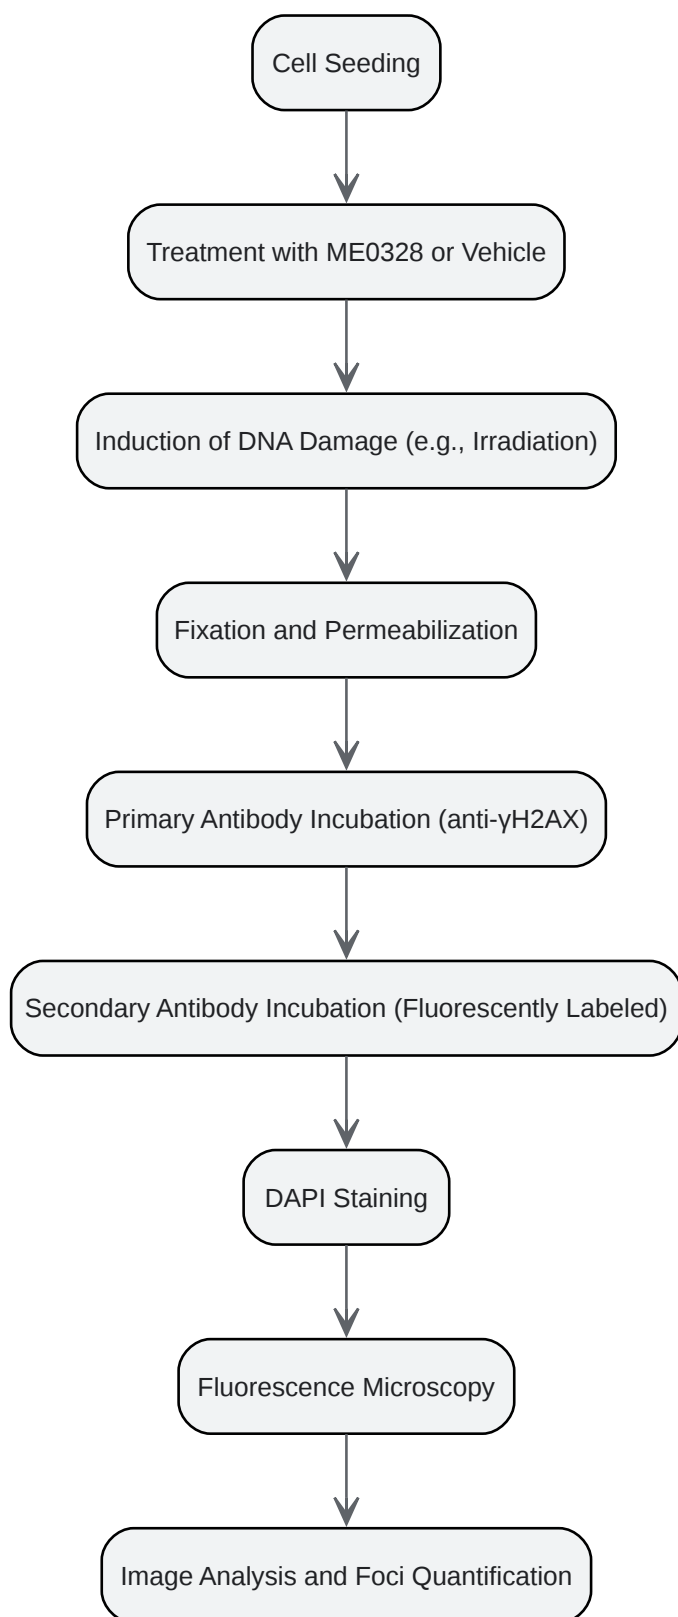 Cell Seeding
Treatment with ME0328 or Vehicle
Induction of DNA Damage (e.g., Irradiation)
Fixation and Permeabilization
Primary Antibody Incubation (anti-γH2AX)
Secondary Antibody Incubation (Fluorescently Labeled)
DAPI Staining
Fluorescence Microscopy
Image Analysis and Foci Quantification